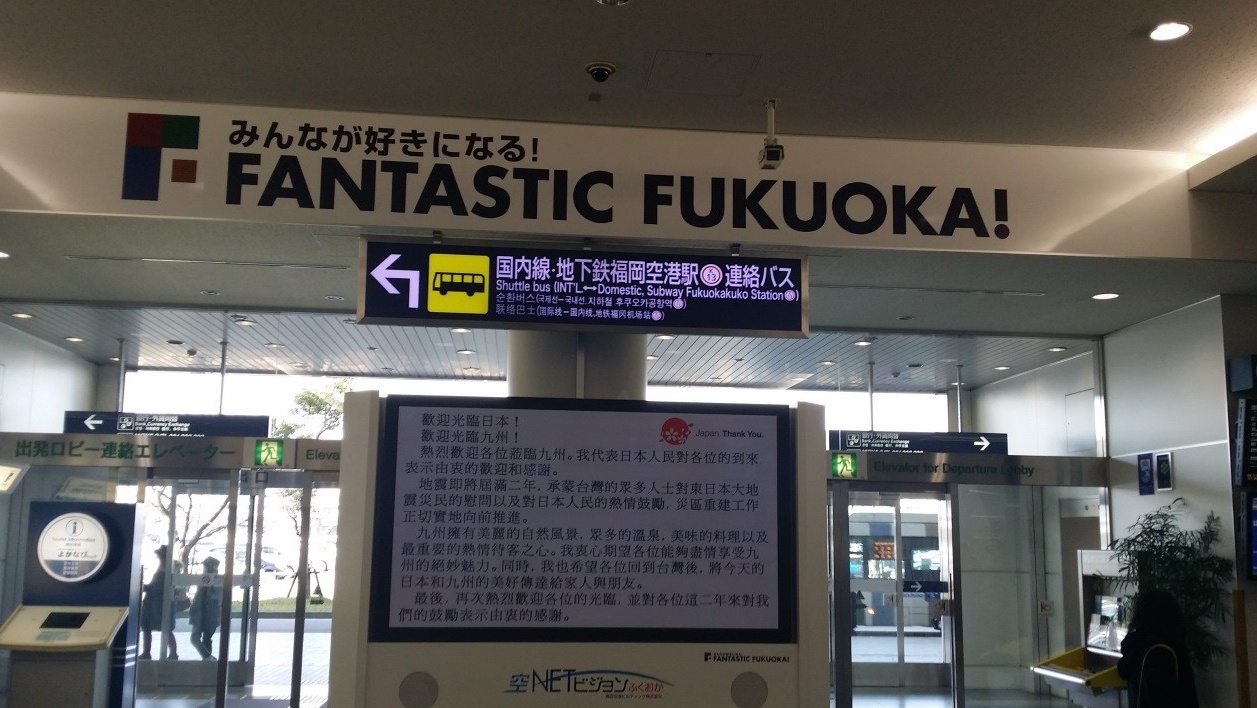 みんなが好きになる!
FANTASTIC FUKUOKA!
国内線・地下鉄福岡空港駅 連絡バス
Shuttle bus (INT'L↔Domestic, Subway Fukuokakuko Station)
순환버스(국제선↔국내선, 지하철 후쿠오카공항역)
联络巴士(国际线↔国内线,地铁福冈机场站)
Bank, Currency Exchange
出発ロビー連絡エレベーター
Eleva
Elevator for Departure Lobby
Japan. Thank You.
歡迎光臨日本！
歡迎光臨九州！
熱烈歡迎各位蒞臨九州。我代表日本人民對各位的到來
表示由衷的歡迎和感謝。
地震即將屆滿二年，承蒙台灣的眾多人士對東日本大地
震災民的慰問以及對日本人民的熱情鼓勵，災區重建工作
正切實地向前推進。
九州擁有美麗的自然風景，眾多的溫泉，美味的料理以及
最重要的熱情待客之心。我衷心期望各位能夠盡情享受九
州的絕妙魅力。同時，我也希望各位回到台灣後，將今天的
日本和九州的美好傳達給家人與朋友。
最後，再次熱烈歡迎各位的光臨，並對各位這二年來對我
們的鼓勵表示由衷的感謝。
よかなび
FANTASTIC FUKUOKA!
空NETビジョンふくおか